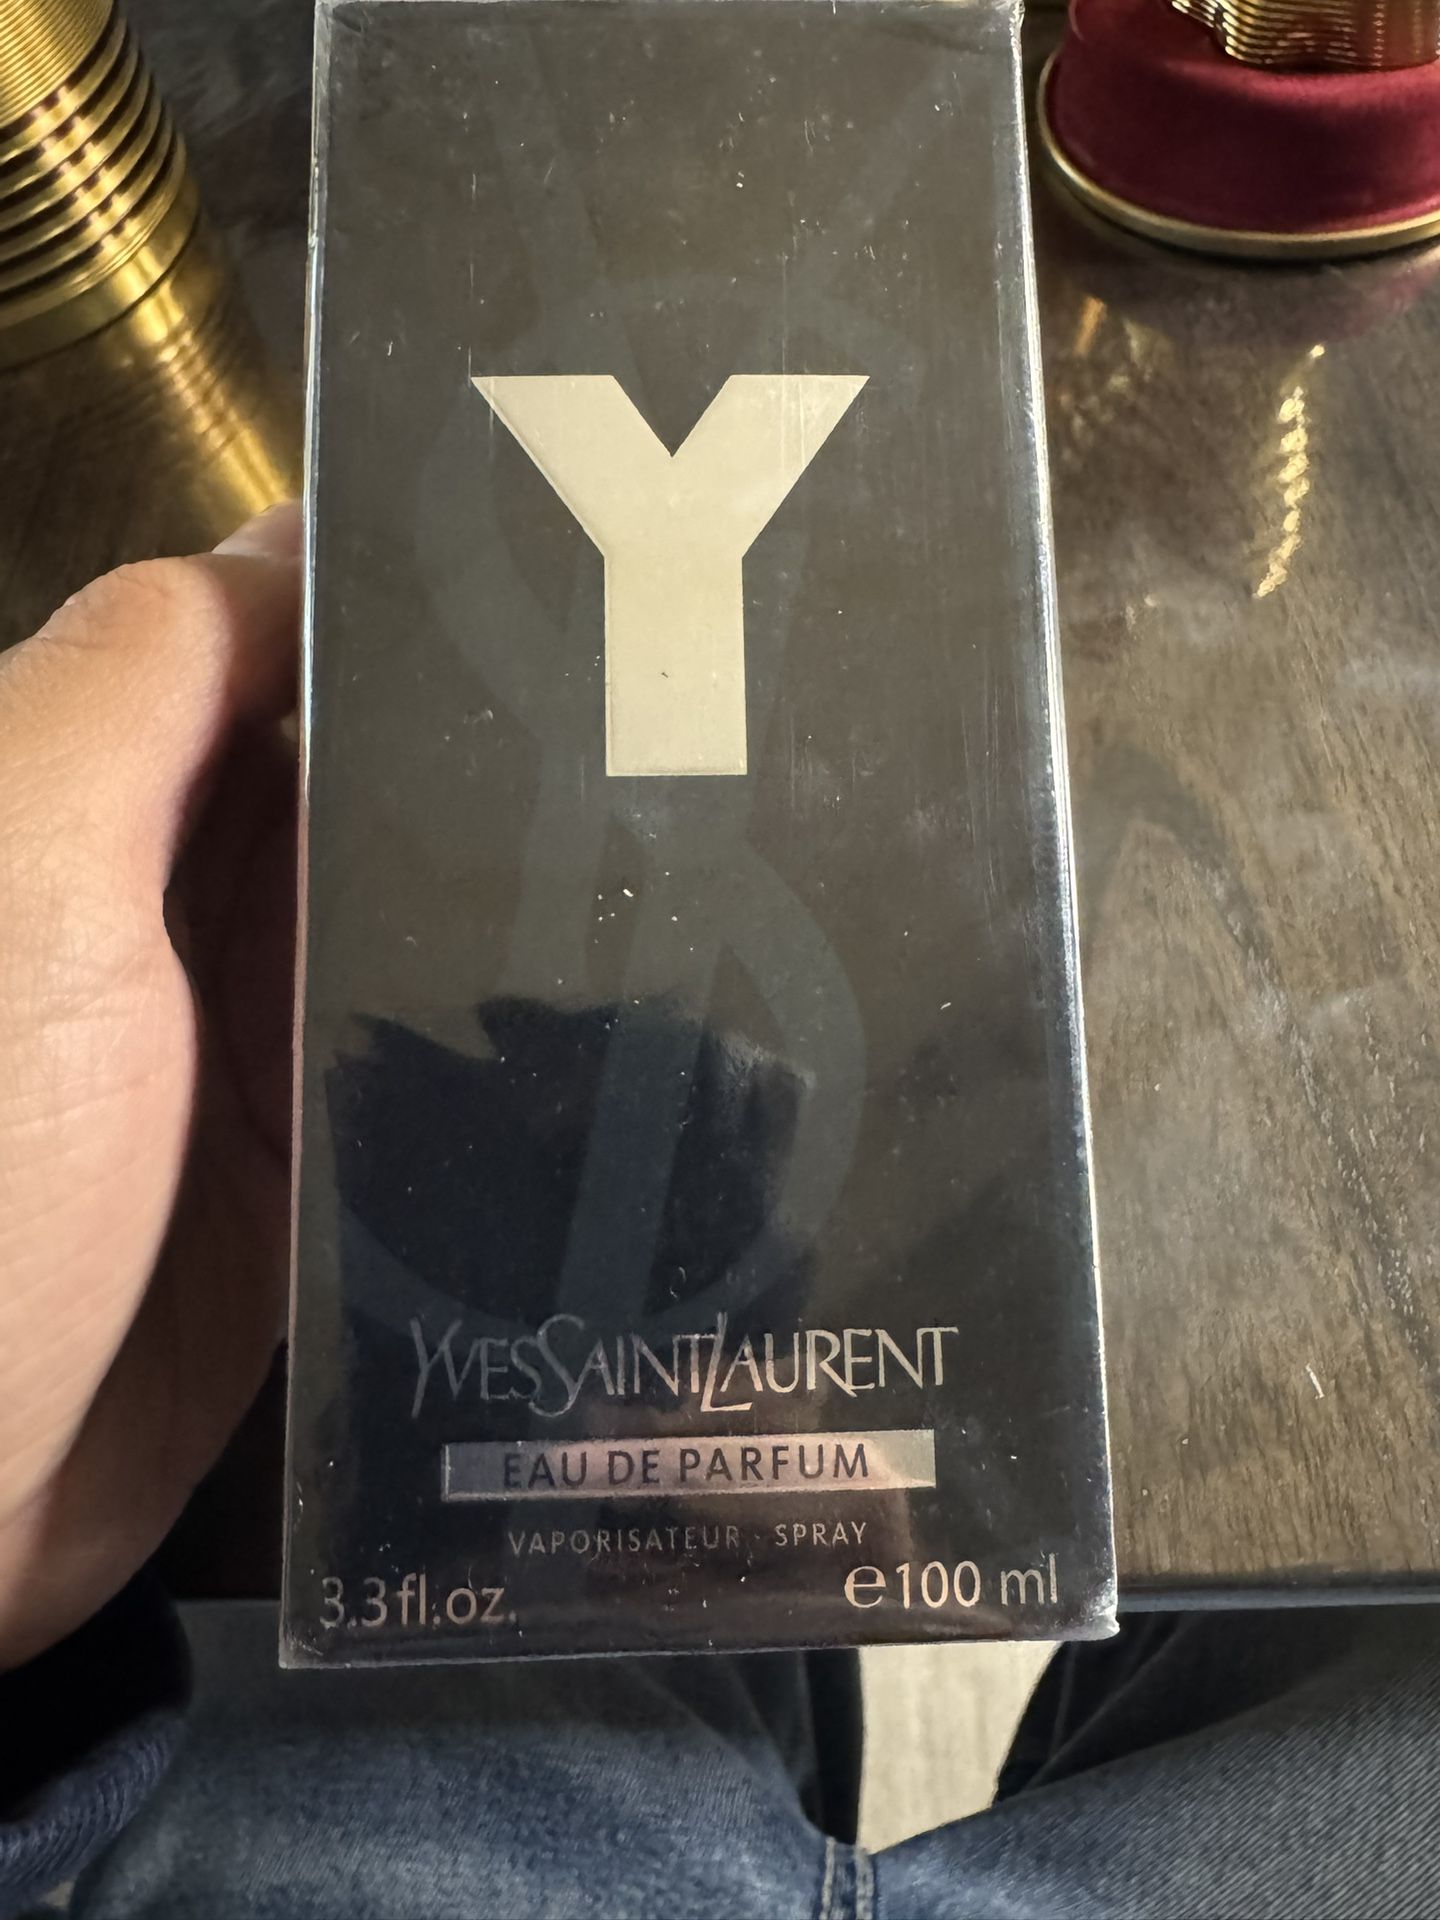 Y
YVESSAINTLAURENT
EAU DE PARFUM
VAPORISATEUR · SPRAY
3.3 fl.oz. ℮100 ml